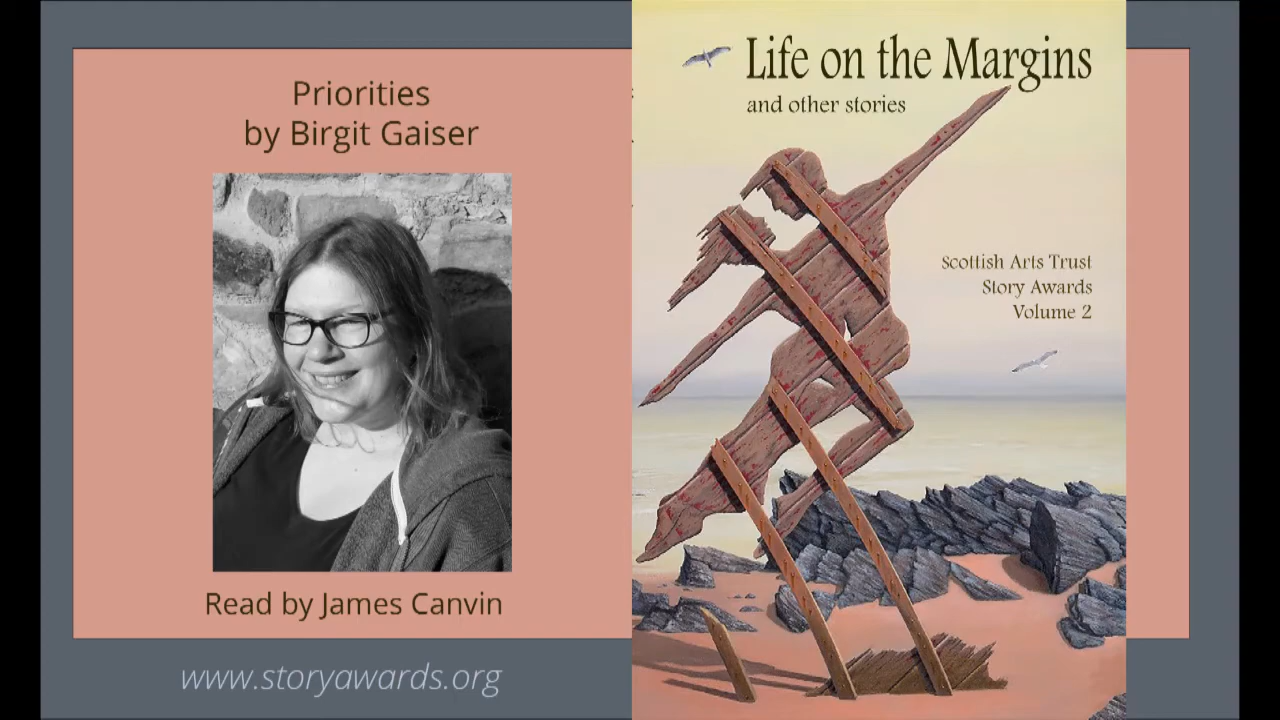 Priorities
by Birgit Gaiser
Read by James Canvin
www.storyawards.org
Life on the Margins
and other stories
Scottish Arts Trust
Story Awards
Volume 2